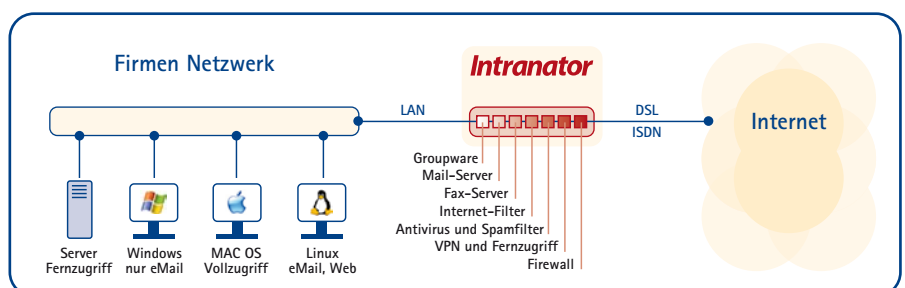 Firmen Netzwerk
Intranator
LAN
DSL
ISDN
Internet
Groupware
Mail-Server
Fax-Server
Internet-Filter
Antivirus und Spamfilter
VPN und Fernzugriff
Firewall
Server
Fernzugriff
Windows
nur eMail
MAC OS
Vollzugriff
Linux
eMail, Web